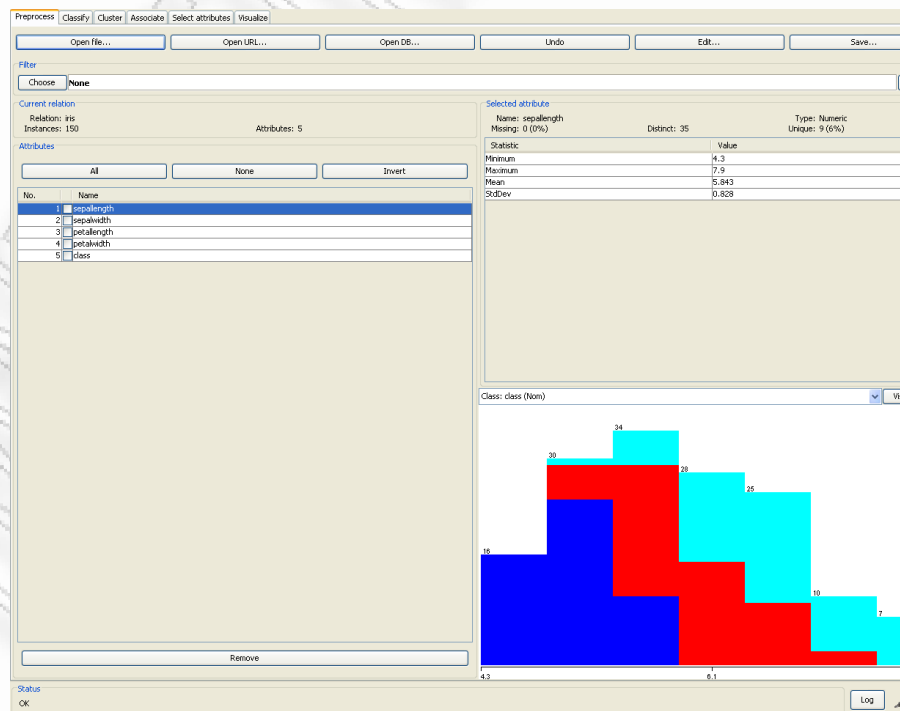 Preprocess Classify Cluster Associate Select attributes Visualize
Open file... Open URL... Open DB... Undo Edit... Save...
Filter
Choose None
Current relation
Relation: iris
Instances: 150 Attributes: 5
Attributes
All None Invert
No. Name
1 sepallength
2 sepalwidth
3 petallength
4 petalwidth
5 class
Remove
Selected attribute
Name: sepallength Type: Numeric
Missing: 0 (0%) Distinct: 35 Unique: 9 (6%)
Statistic Value
Minimum 4.3
Maximum 7.9
Mean 5.843
StdDev 0.828
Class: class (Nom)
34
30
28
25
16
10
7
4.3 6.1
Status
OK
Log